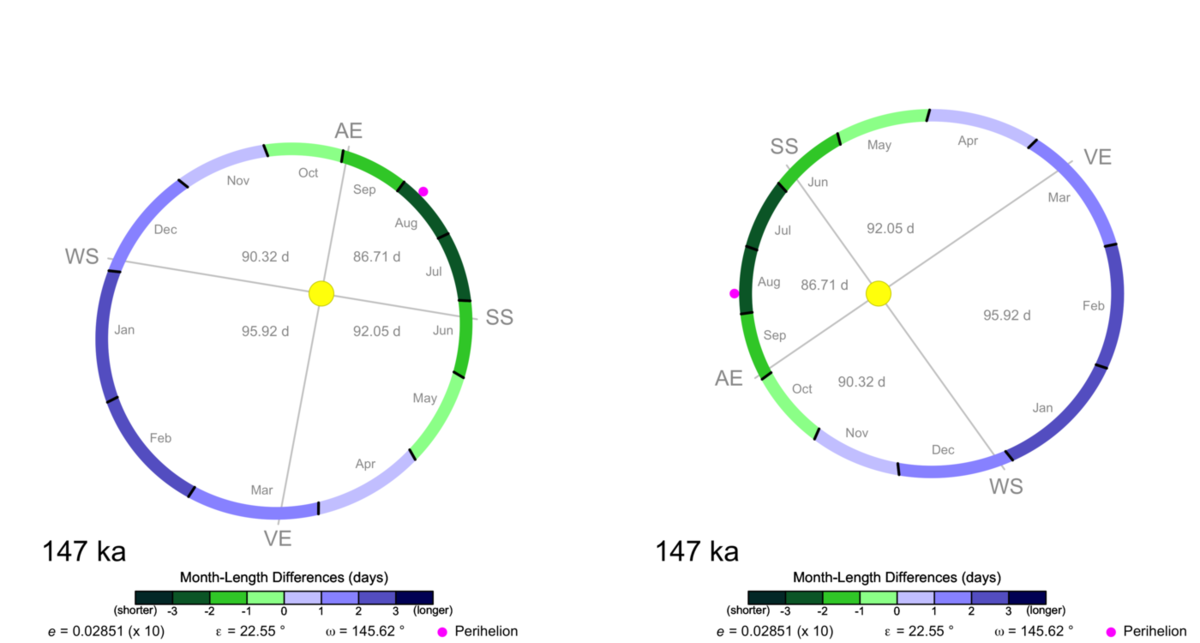 AE
Oct
Sep
Nov
Aug
Dec
WS
90.32 d
86.71 d
Jul
SS
Jan
95.92 d
92.05 d
Jun
May
Feb
Apr
Mar
VE
147 ka
Month-Length Differences (days)
(shorter) -3 -2 -1 0 1 2 3 (longer)
e = 0.02851 (x 10) ε = 22.55 ° ω = 145.62 ° Perihelion
Apr
May
SS
VE
Jun
Mar
92.05 d
Jul
Aug
86.71 d
Feb
95.92 d
Sep
AE
90.32 d
Oct
Jan
Nov
Dec
WS
147 ka
Month-Length Differences (days)
(shorter) -3 -2 -1 0 1 2 3 (longer)
e = 0.02851 (x 10) ε = 22.55 ° ω = 145.62 ° Perihelion